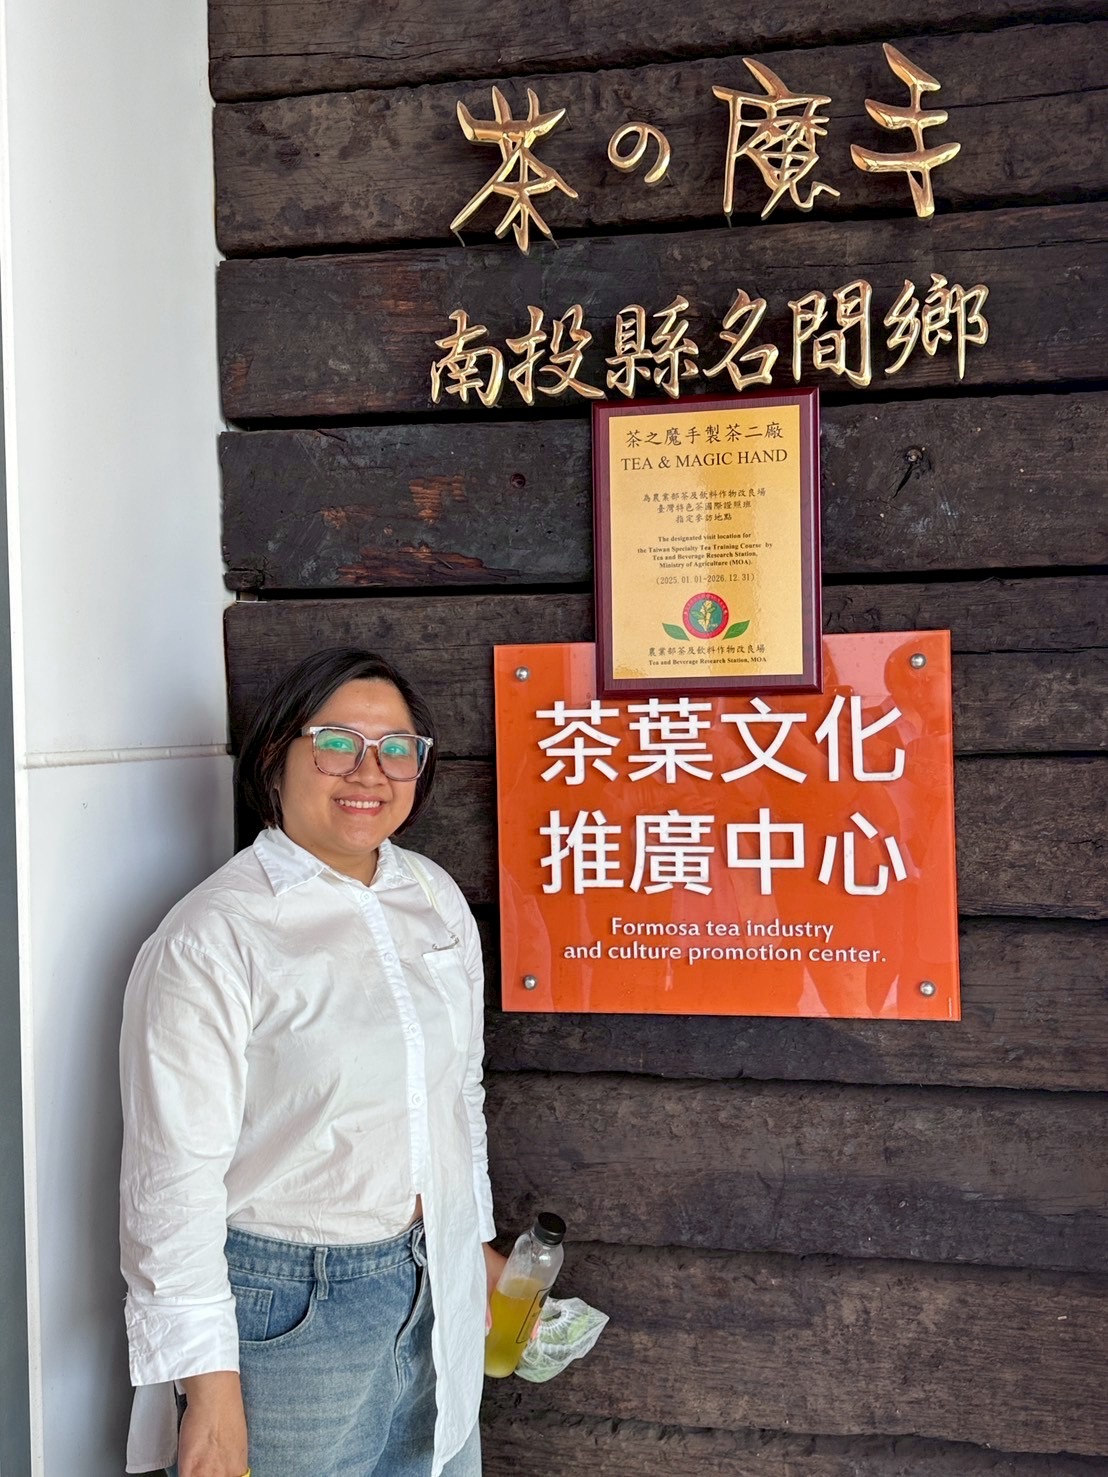 茶の魔手
南投縣名間鄉
茶之魔手製茶二廠
TEA & MAGIC HAND
為農業部茶及飲料作物改良場
臺灣特色茶國際證照班
指定參訪地點
The designated visit location for
the Taiwan Specialty Tea Training Course by
Tea and Beverage Research Station,
Ministry of Agriculture (MOA)
(2025.01.01-2026.12.31)
農業部茶及飲料作物改良場
Tea and Beverage Research Station, MOA
茶葉文化
推廣中心
Formosa tea industry
and culture promotion center.